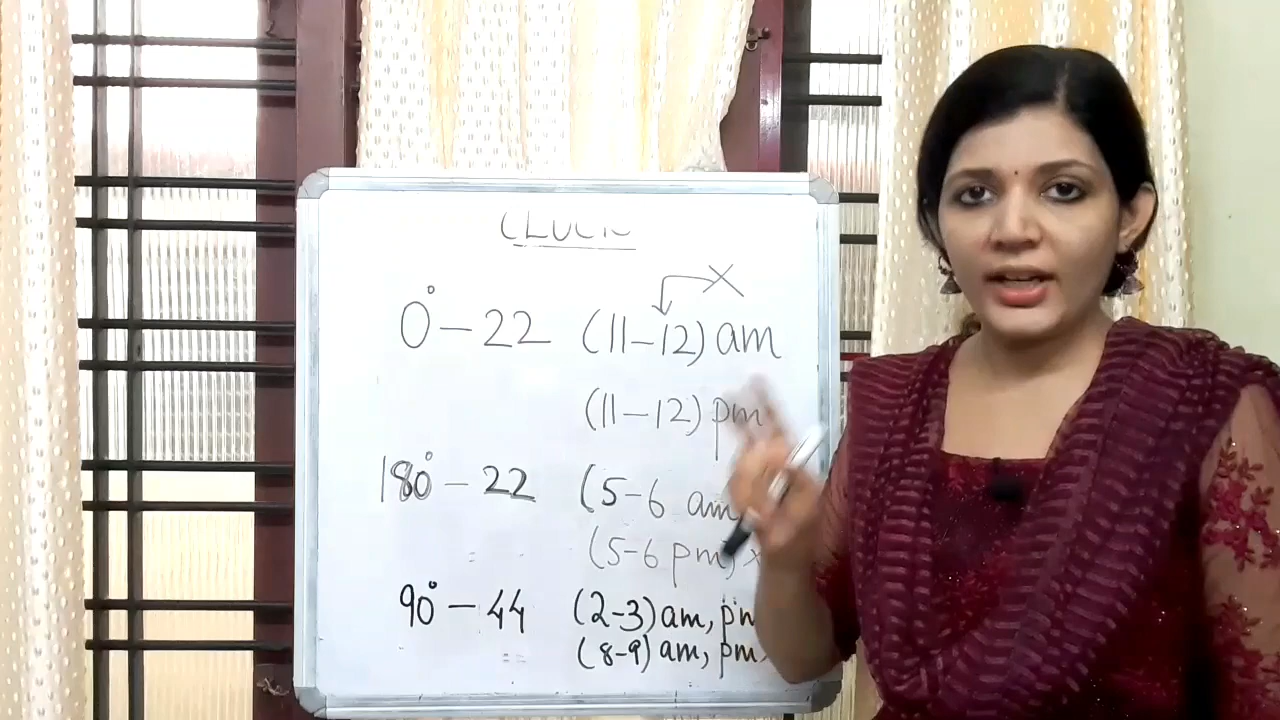 0° – 22 (11–12) am
(11–12) pm
180° – 22 (5–6 am
(5–6 pm) ×
90° – 44 (2–3) am, pm
(8–9) am, pm